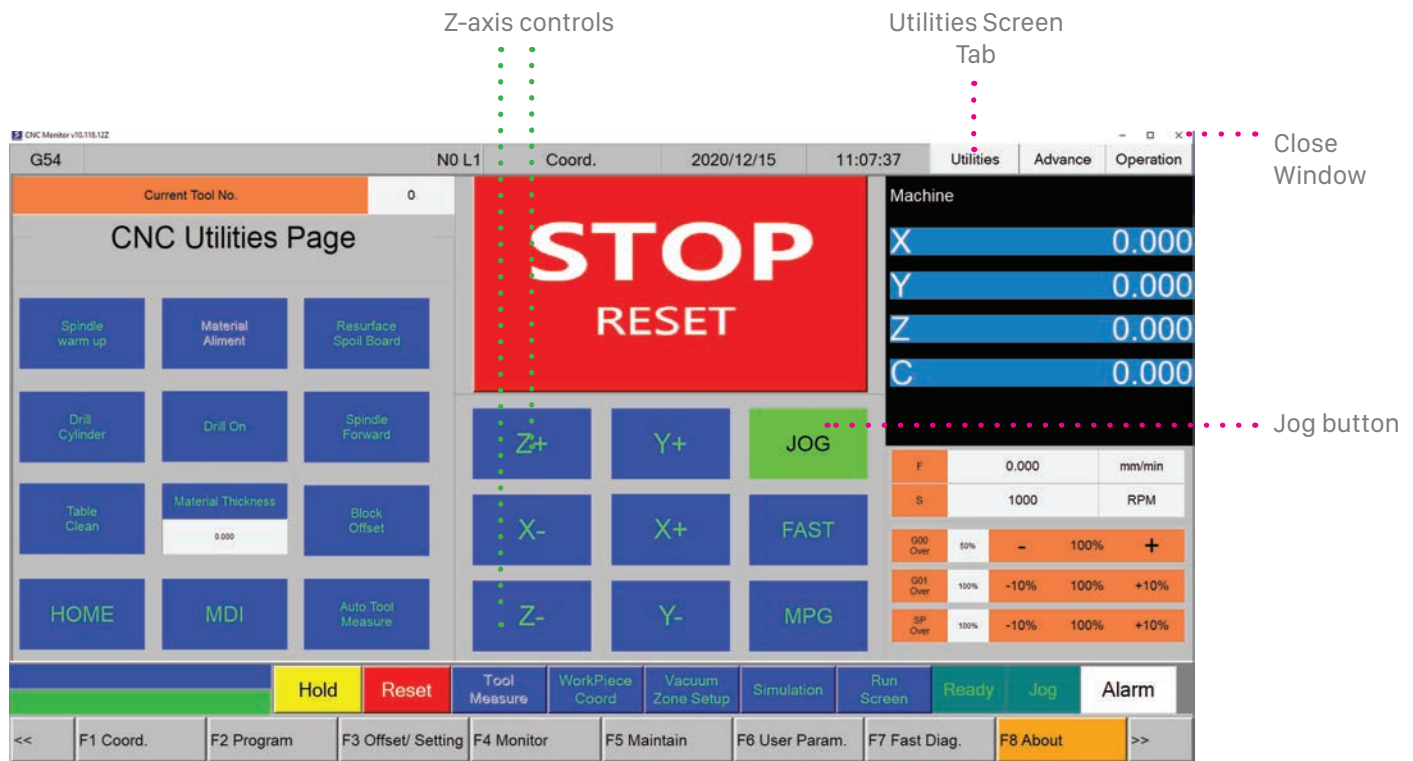 Z-axis controls
Utilities Screen
Tab
CNC Monitor v10.118.12Z
Close
Window
G54 N0 L1 Coord. 2020/12/15 11:07:37 Utilities Advance Operation
Current Tool No. 0
CNC Utilities Page
STOP
RESET
Machine
X 0.000
Y 0.000
Z 0.000
C 0.000
Spindle
warm up
Material
Aliment
Resurface
Spoil Board
Drill
Cylinder
Drill On
Spindle
Forward
Table
Clean
Material Thickness
0.000
Block
Offset
HOME
MDI
Auto Tool
Measure
Z+ Y+ JOG
X- X+ FAST
Z- Y- MPG
Jog button
F 0.000 mm/min
S 1000 RPM
G00
Over
50% - 100% +
G01
Over
100% -10% 100% +10%
SP
Over
100% -10% 100% +10%
Hold
Reset
Tool
Measure
WorkPiece
Coord
Vacuum
Zone Setup
Simulation
Run
Screen
Ready
Jog
Alarm
<< F1 Coord. F2 Program F3 Offset/ Setting F4 Monitor F5 Maintain F6 User Param. F7 Fast Diag. F8 About >>